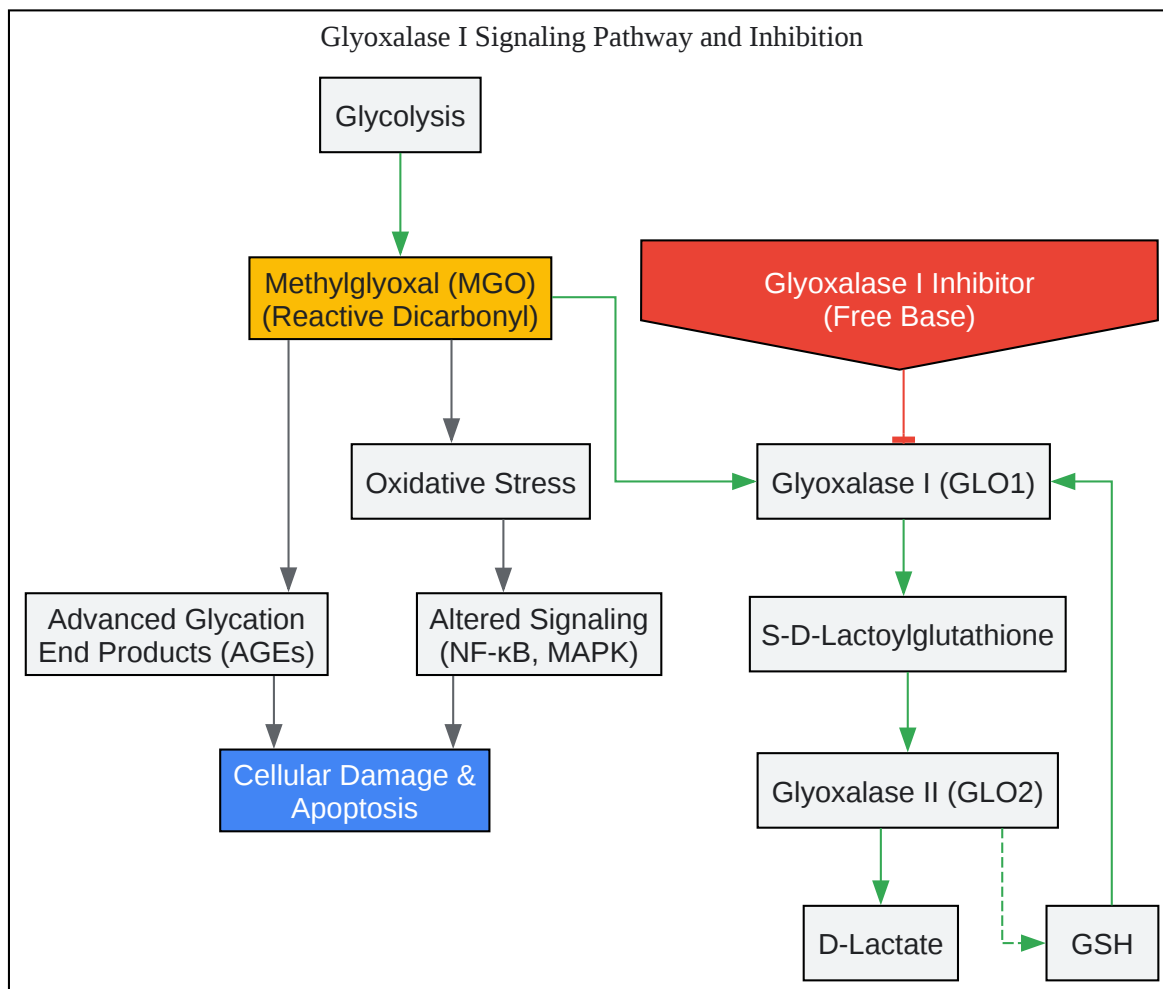 Glyoxalase I Signaling Pathway and Inhibition
Glycolysis
Methylglyoxal (MGO)
(Reactive Dicarbonyl)
Glyoxalase I Inhibitor
(Free Base)
Oxidative Stress
Glyoxalase I (GLO1)
Advanced Glycation
End Products (AGEs)
Altered Signaling
(NF-κB, MAPK)
S-D-Lactoylglutathione
Cellular Damage &
Apoptosis
Glyoxalase II (GLO2)
D-Lactate
GSH